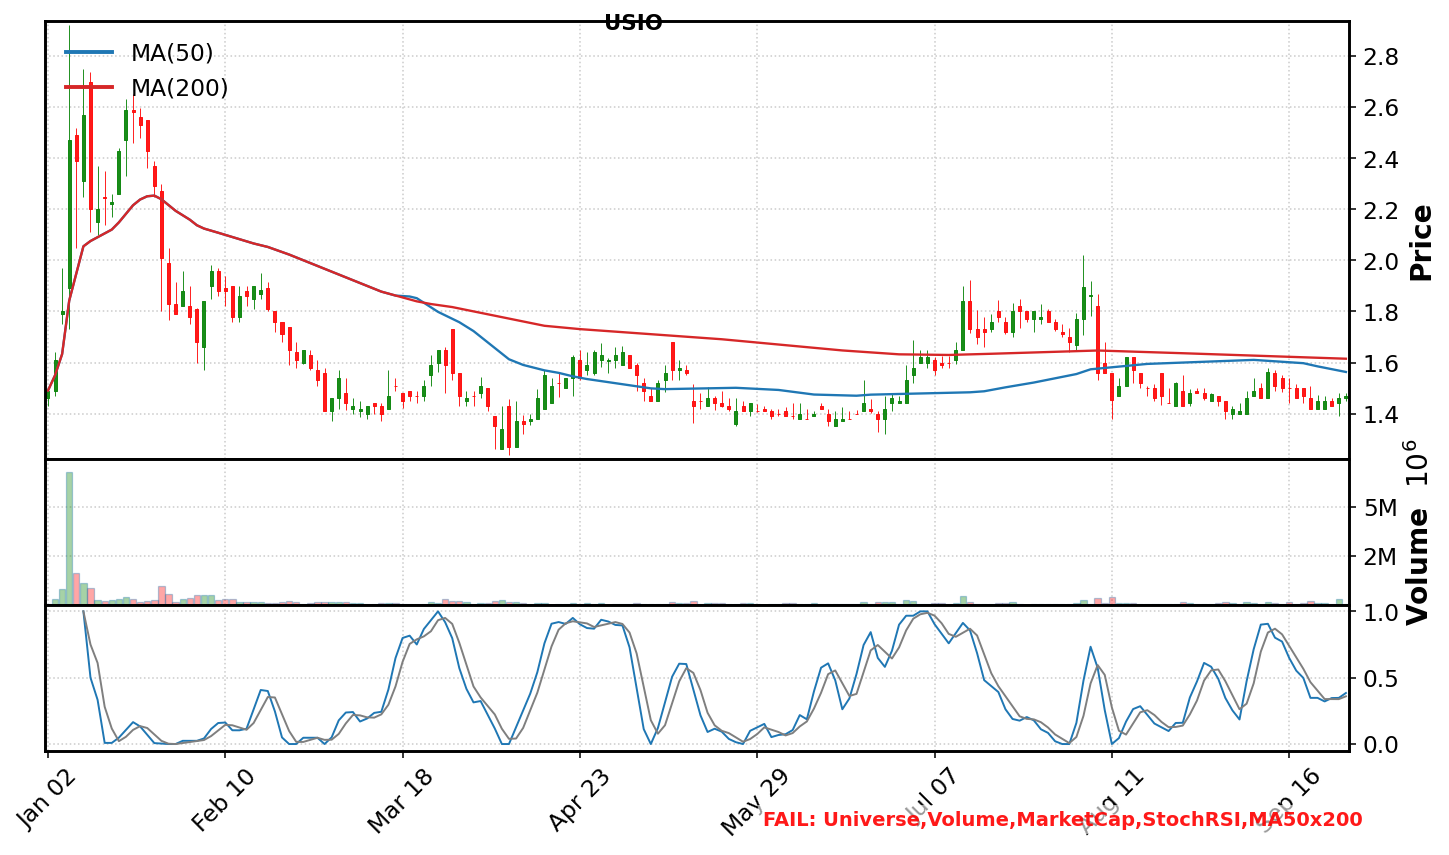 USIO
MA(50)
MA(200)
2.8
2.6
2.4
2.2
2.0
1.8
1.6
1.4
Price
10⁶
5M
2M
Volume
1.0
0.5
0.0
Jan 02
Feb 10
Mar 18
Apr 23
May 29
Jul 07
Aug 11
Sep 16
FAIL: Universe,Volume,MarketCap,StochRSI,MA50x200